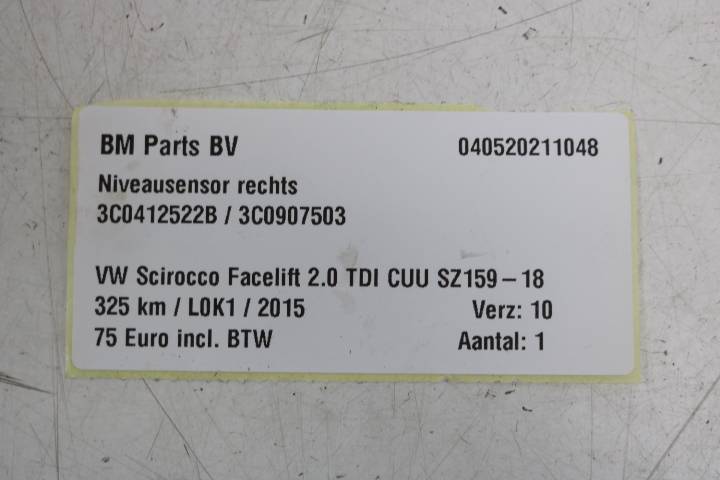 BM Parts BV 040520211048
Niveausensor rechts
3C0412522B / 3C0907503
VW Scirocco Facelift 2.0 TDI CUU SZ159 – 18
325 km / L0K1 / 2015 Verz: 10
75 Euro incl. BTW Aantal: 1